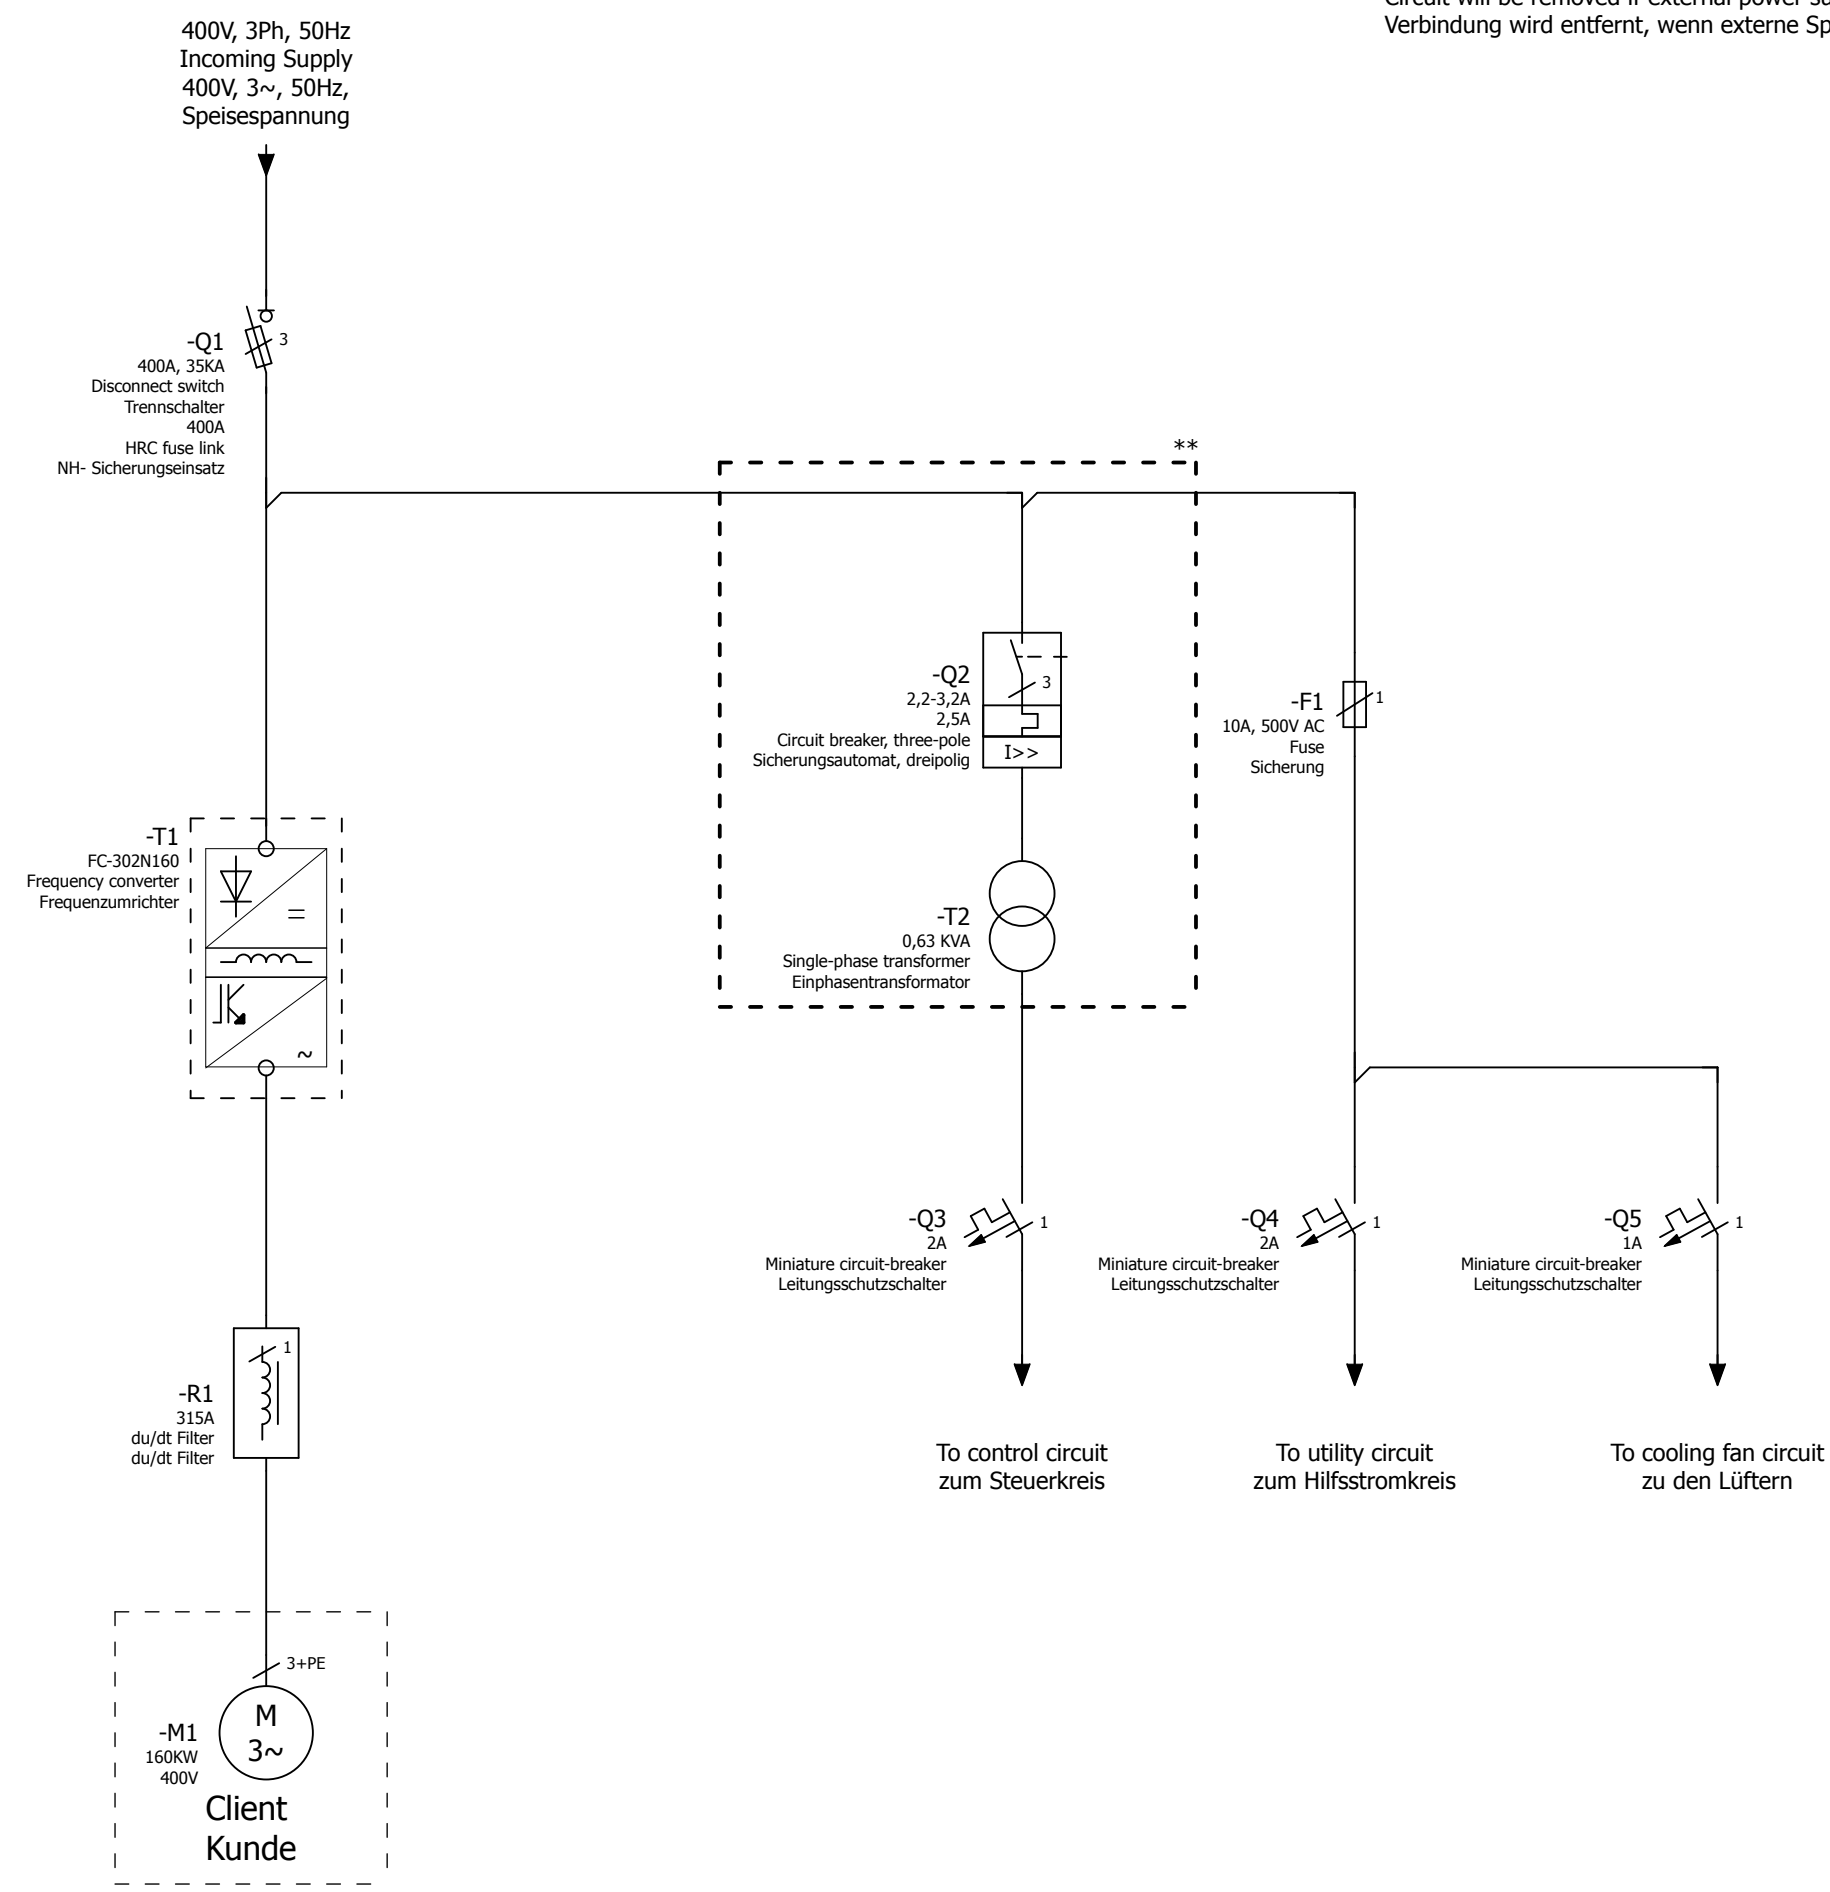 Circuit will be removed if external power
Verbindung wird entfernt, wenn externe
400V, 3Ph, 50Hz
Incoming Supply
400V, 3~, 50Hz,
Speisespannung
-Q1
3
400A, 35KA
Disconnect switch
Trennschalter
400A
HRC fuse link
NH- Sicherungseinsatz
**
-Q2
2,2-3,2A
2,5A
Circuit breaker, three-pole
Sicherungsautomat, dreipolig
3
I>>
-F1
10A, 500V AC
Fuse
Sicherung
1
-T1
FC-302N160
Frequency converter
Frequenzumrichter
=
~
-T2
0,63 KVA
Single-phase transformer
Einphasentransformator
-Q3
2A
Miniature circuit-breaker
Leitungsschutzschalter
1
-Q4
2A
Miniature circuit-breaker
Leitungsschutzschalter
1
-Q5
1A
Miniature circuit-breaker
Leitungsschutzschalter
1
-R1
315A
du/dt Filter
du/dt Filter
1
To control circuit
zum Steuerkreis
To utility circuit
zum Hilfsstromkreis
To cooling fan circuit
zu den Lüftern
3+PE
-M1
160KW
400V
M
3~
Client
Kunde